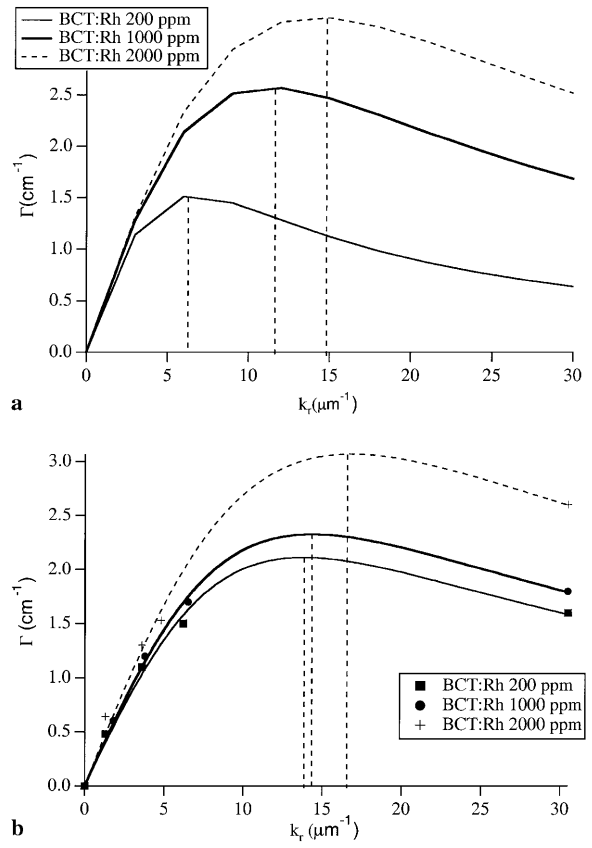 BCT:Rh 200 ppm
BCT:Rh 1000 ppm
BCT:Rh 2000 ppm
2.5
2.0
1.5
1.0
0.5
0.0
Γ(cm⁻¹)
0 5 10 15 20 25 30
kᵣ(μm⁻¹)
a
3.0
2.5
2.0
1.5
1.0
0.5
0.0
Γ (cm⁻¹)
BCT:Rh 200 ppm
BCT:Rh 1000 ppm
BCT:Rh 2000 ppm
0 5 10 15 20 25 30
kᵣ(μm⁻¹)
b